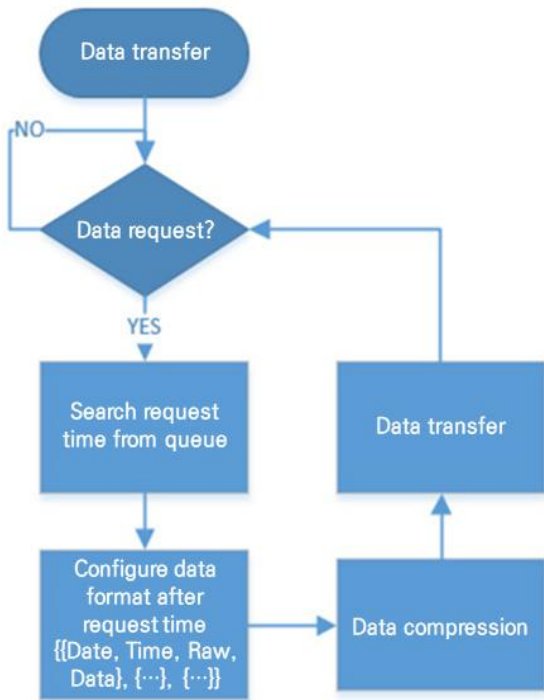 Data transfer
NO
Data request?
YES
Search request
time from queue
Data transfer
Configure data
format after
request time
{{Date, Time, Raw,
Data}, {⋯}, {⋯}}
Data compression